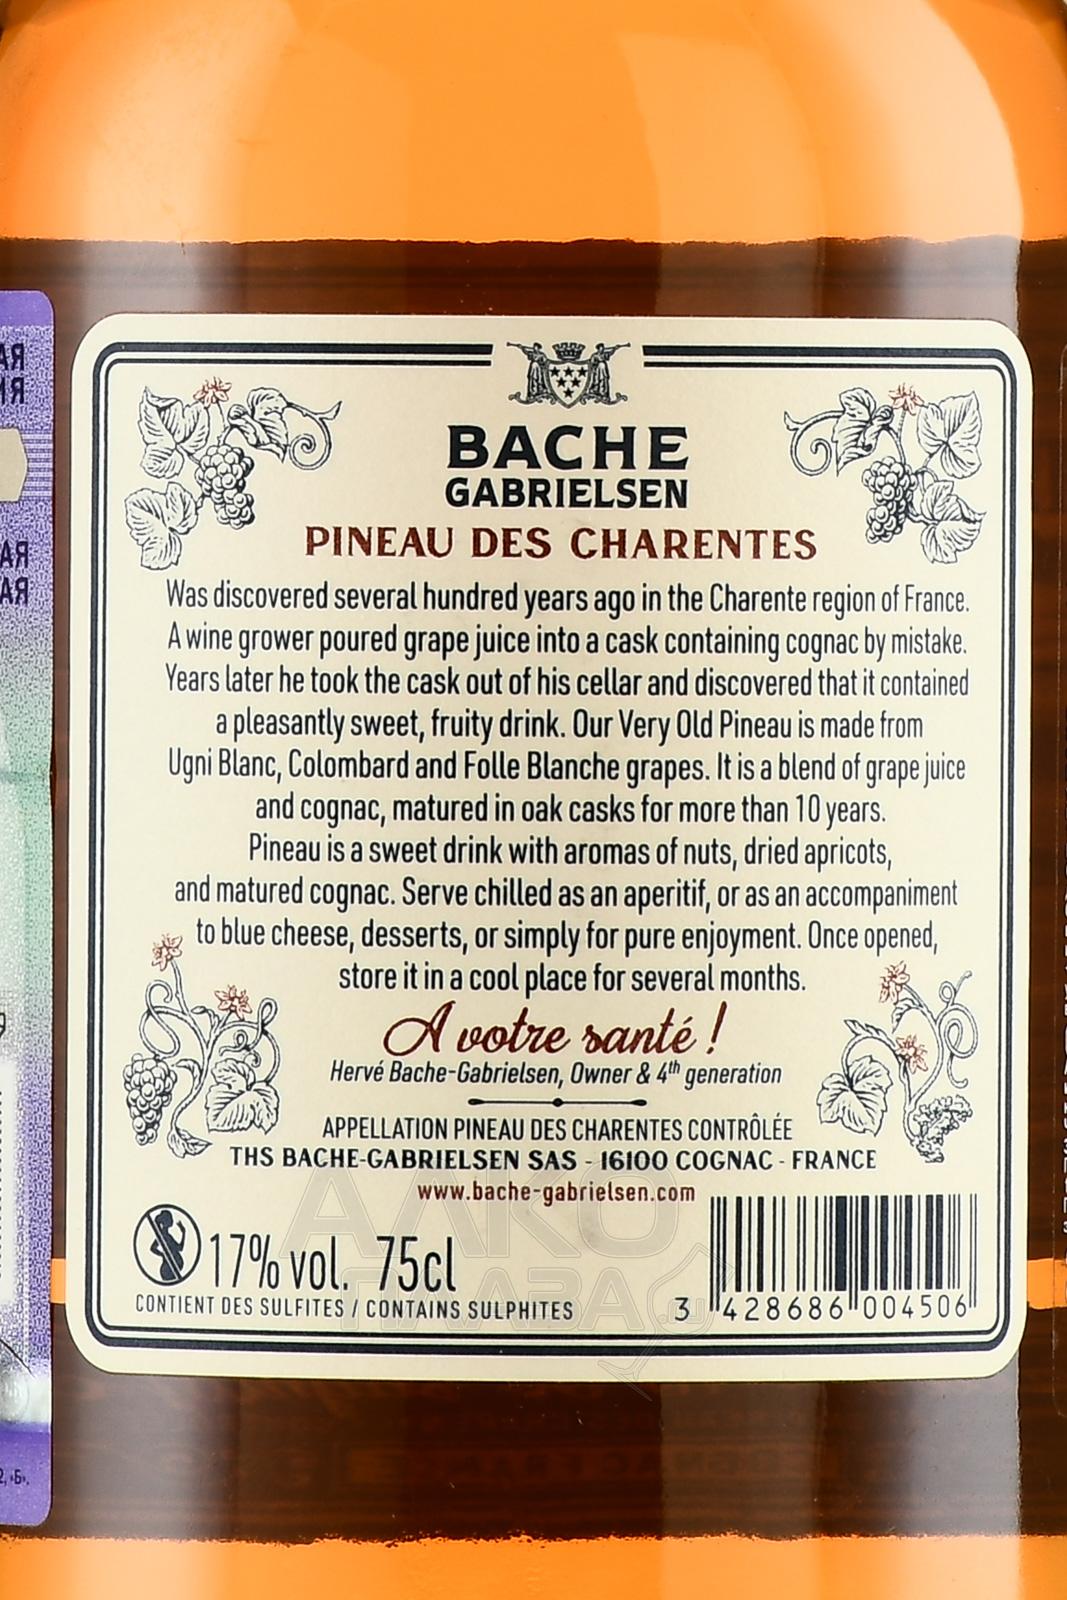 BACHE
GABRIELSEN
PINEAU DES CHARENTES
Was discovered several hundred years ago in the Charente region of France.
A wine grower poured grape juice into a cask containing cognac by mistake.
Years later he took the cask out of his cellar and discovered that it contained
a pleasantly sweet, fruity drink. Our Very Old Pineau is made from
Ugni Blanc, Colombard and Folle Blanche grapes. It is a blend of grape juice
and cognac, matured in oak casks for more than 10 years.
Pineau is a sweet drink with aromas of nuts, dried apricots,
and matured cognac. Serve chilled as an aperitif, or as an accompaniment
to blue cheese, desserts, or simply for pure enjoyment. Once opened,
store it in a cool place for several months.
A votre santé !
Hervé Bache-Gabrielsen, Owner & 4th generation
APPELLATION PINEAU DES CHARENTES CONTRÔLÉE
THS BACHE-GABRIELSEN SAS - 16100 COGNAC - FRANCE
www.bache-gabrielsen.com
17% vol. 75cl
CONTIENT DES SULFITES / CONTAINS SULPHITES
3 428686 004506
АЛКО
ПЛАЗА